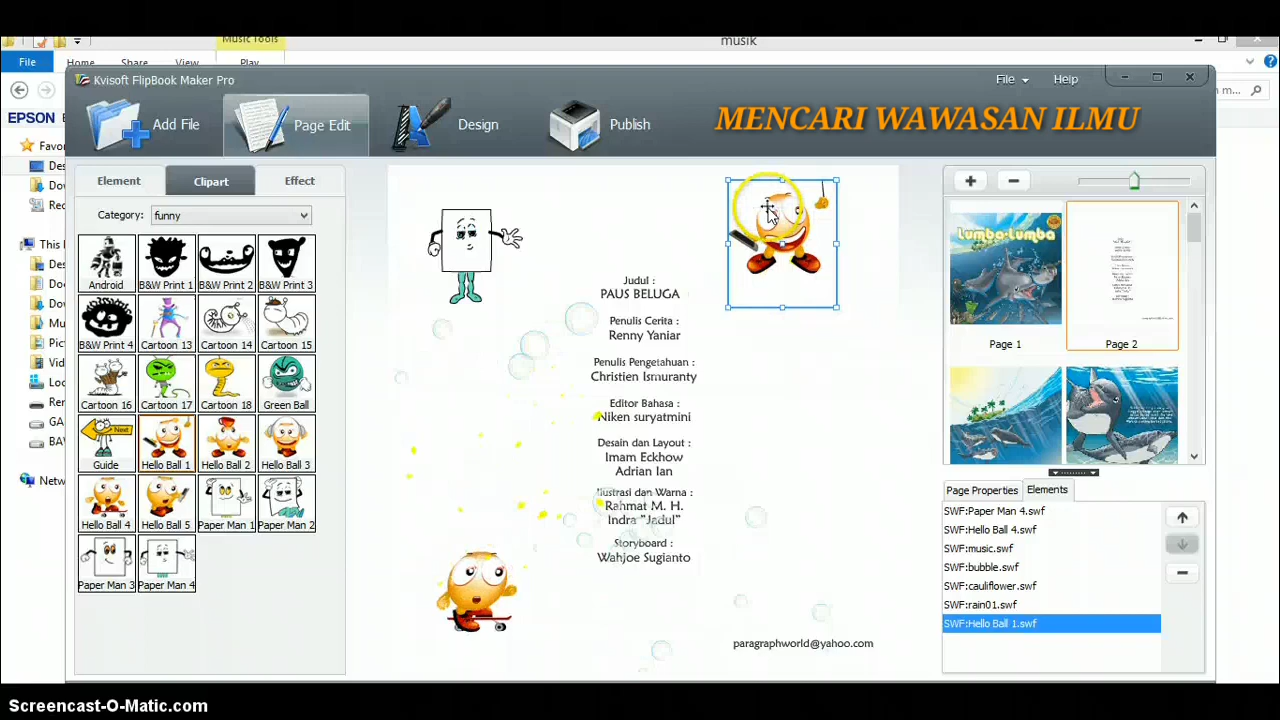 Music Tools
musik
File
Home
Share
View
Play
Kvisoft FlipBook Maker Pro
File
Help
EPSON
Add File
Page Edit
Design
Publish
MENCARI WAWASAN ILMU
Element
Clipart
Effect
Category:
funny
Android
B&W Print 1
B&W Print 2
B&W Print 3
B&W Print 4
Cartoon 13
Cartoon 14
Cartoon 15
Cartoon 16
Cartoon 17
Cartoon 18
Green Ball
Guide
Next
Hello Ball 1
Hello Ball 2
Hello Ball 3
Hello Ball 4
Hello Ball 5
Paper Man 1
Paper Man 2
Paper Man 3
Paper Man 4
Judul :
PAUS BELUGA
Penulis Cerita :
Renny Yaniar
Penulis Pengetahuan :
Christien Ismuranty
Editor Bahasa :
Niken suryatmini
Desain dan Layout :
Imam Eckhow
Adrian Ian
Ilustrasi dan Warna :
Rahmat M. H.
Indra "Jadul"
Storyboard :
Wahjoe Sugianto
paragraphworld@yahoo.com
Lumba-Lumba
Page 1
Page 2
Page Properties
Elements
SWF:Paper Man 4.swf
SWF:Hello Ball 4.swf
SWF:music.swf
SWF:bubble.swf
SWF:cauliflower.swf
SWF:rain01.swf
SWF:Hello Ball 1.swf
Screencast-O-Matic.com